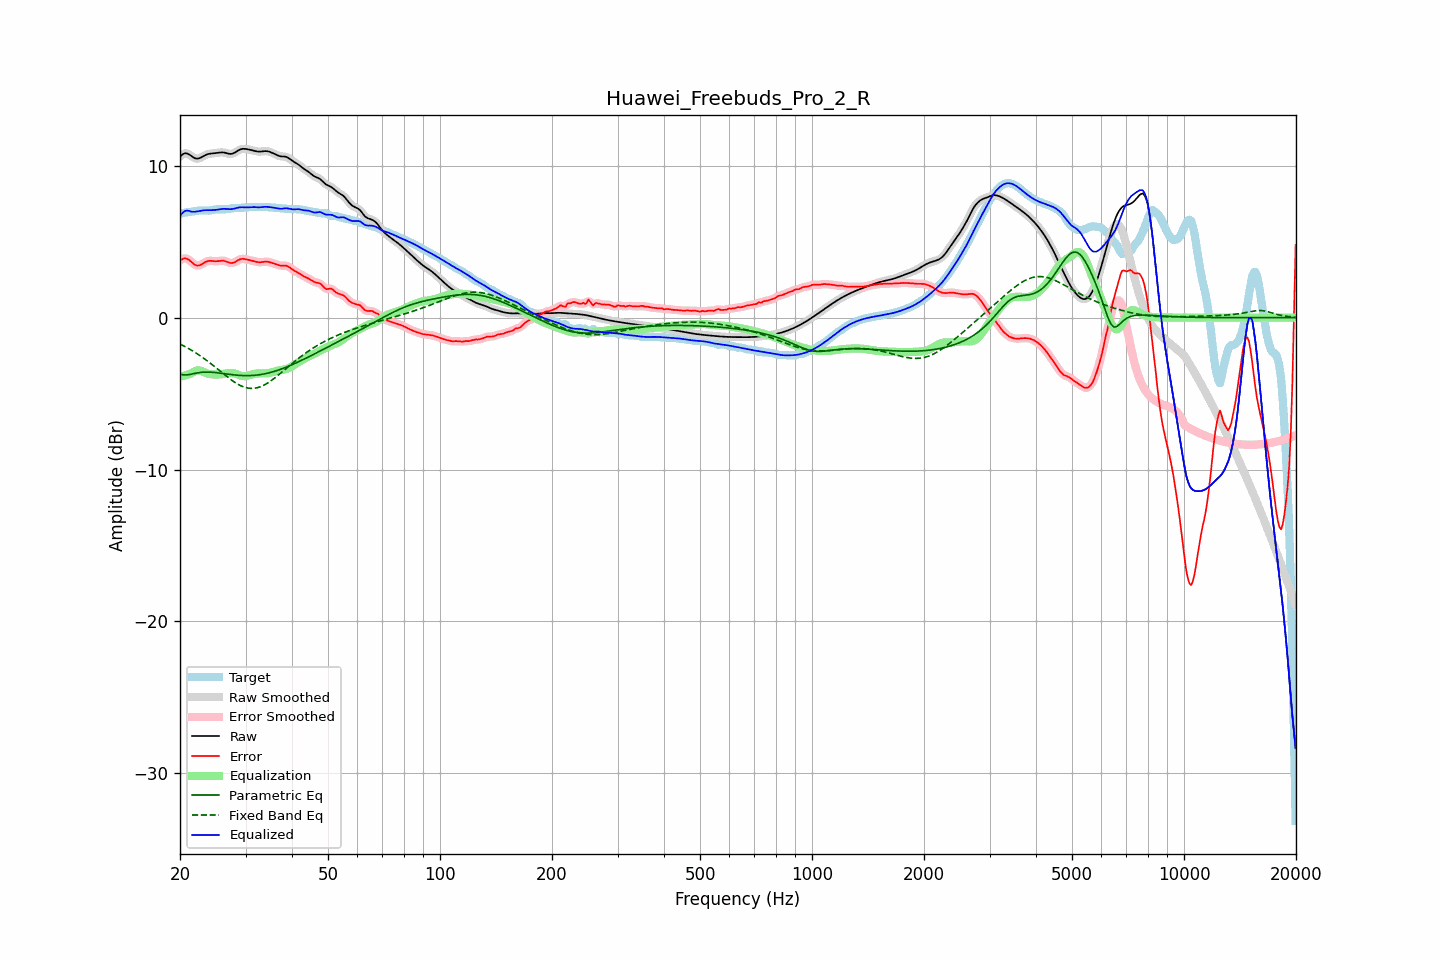 Huawei_Freebuds_Pro_2_R
Amplitude (dBr)
10
0
−10
−20
−30
Target
Raw Smoothed
Error Smoothed
Raw
Error
Equalization
Parametric Eq
Fixed Band Eq
Equalized
20 50 100 200 500 1000 2000 5000 10000 20000
Frequency (Hz)